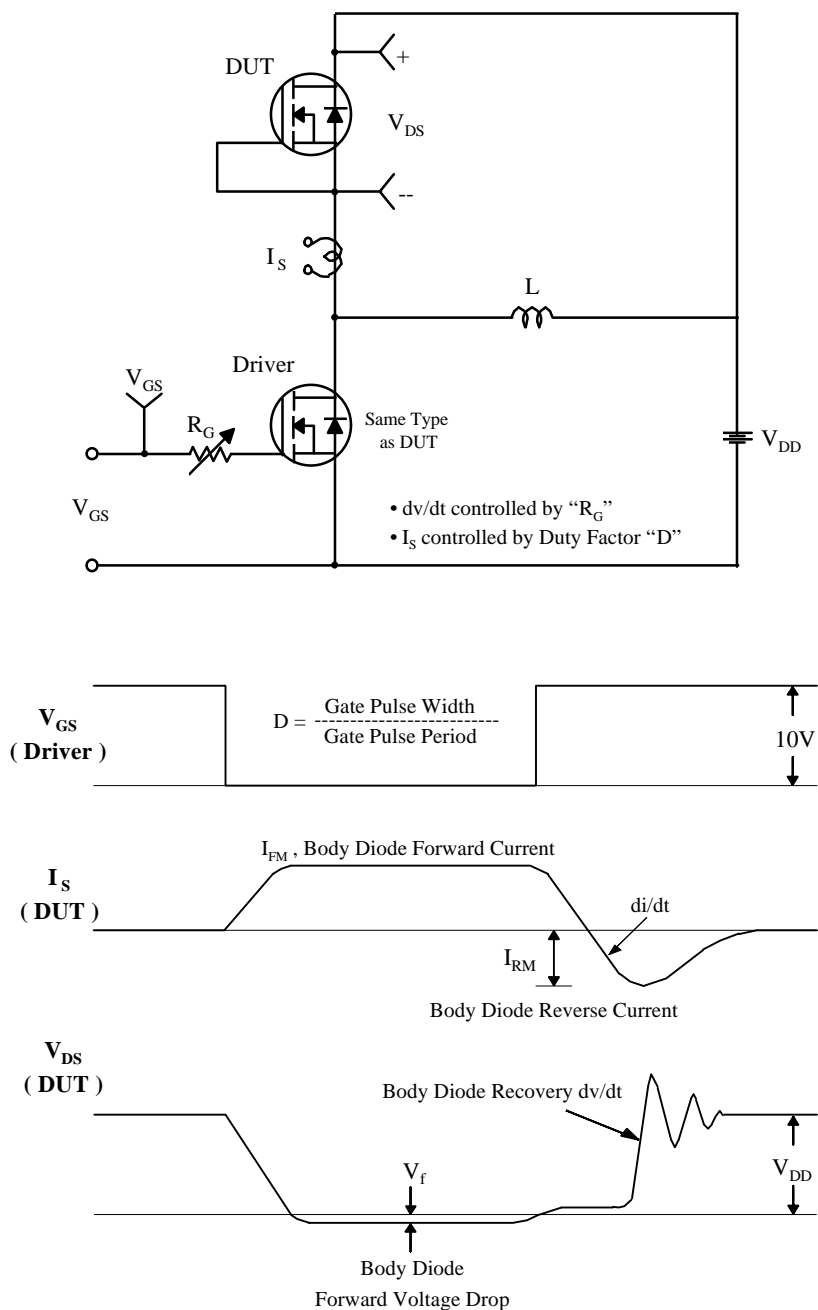 DUT
+
V_DS
--
I_S
L
Driver
V_GS
R_G
Same Type
as DUT
V_DD
V_GS
• dv/dt controlled by “R_G”
• I_S controlled by Duty Factor “D”
V_GS
( Driver )
D = Gate Pulse Width
--------------------------
Gate Pulse Period
10V
I_FM , Body Diode Forward Current
I_S
( DUT )
di/dt
I_RM
Body Diode Reverse Current
V_DS
( DUT )
Body Diode Recovery dv/dt
V_f
V_DD
Body Diode
Forward Voltage Drop